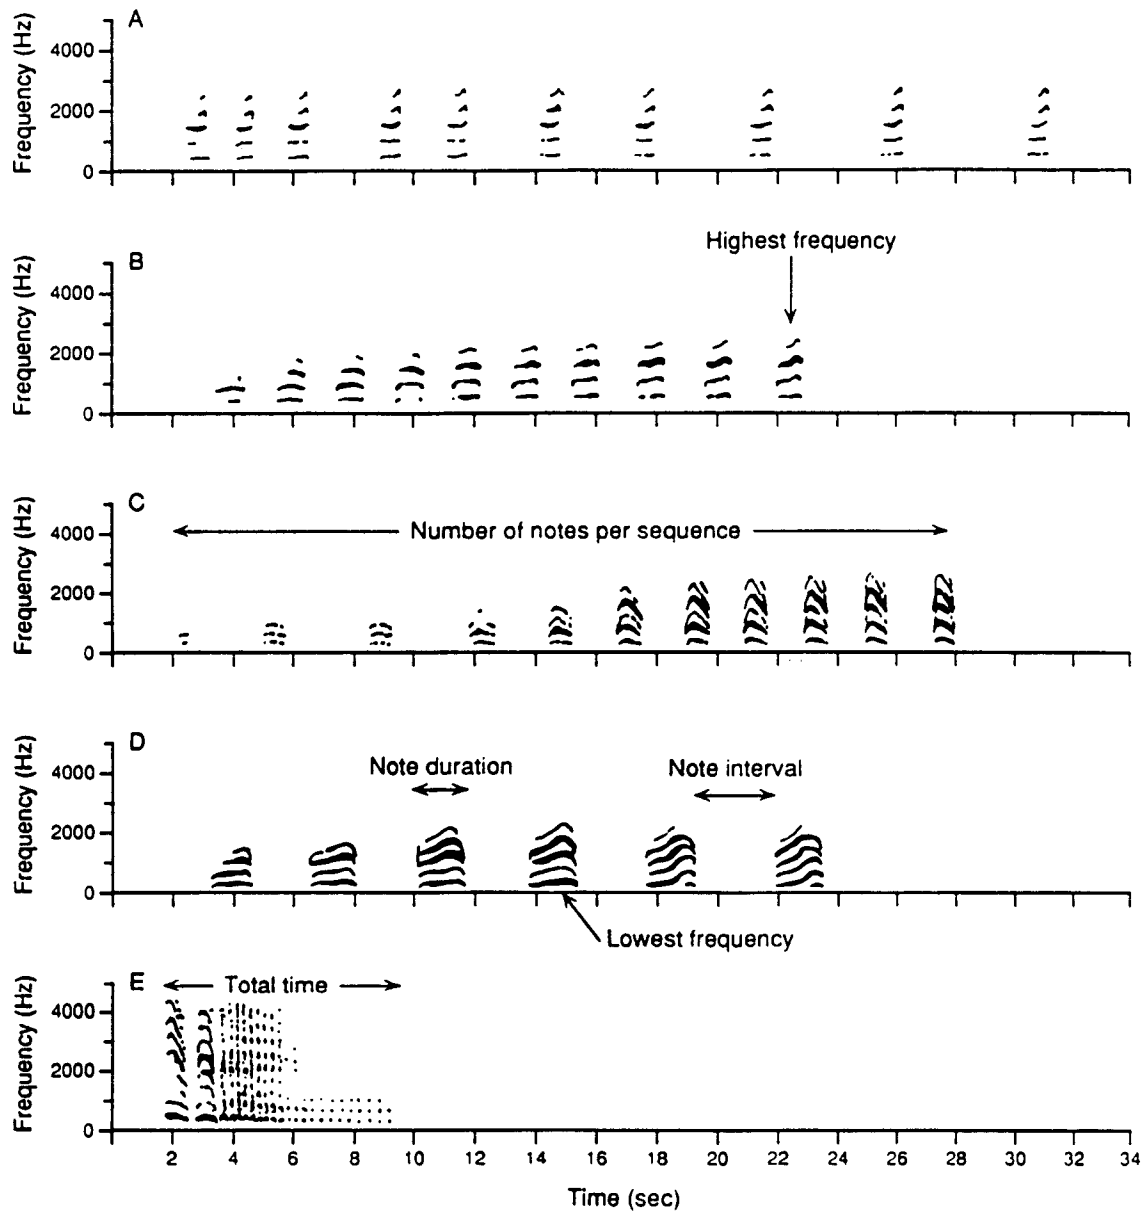 A
Frequency (Hz)
4000
2000
0
B
Highest frequency
Frequency (Hz)
4000
2000
0
C
Number of notes per sequence
Frequency (Hz)
4000
2000
0
D
Note duration
Note interval
Frequency (Hz)
4000
2000
0
Lowest frequency
E
Total time
Frequency (Hz)
4000
2000
0
2 4 6 8 10 12 14 16 18 20 22 24 26 28 30 32 34
Time (sec)